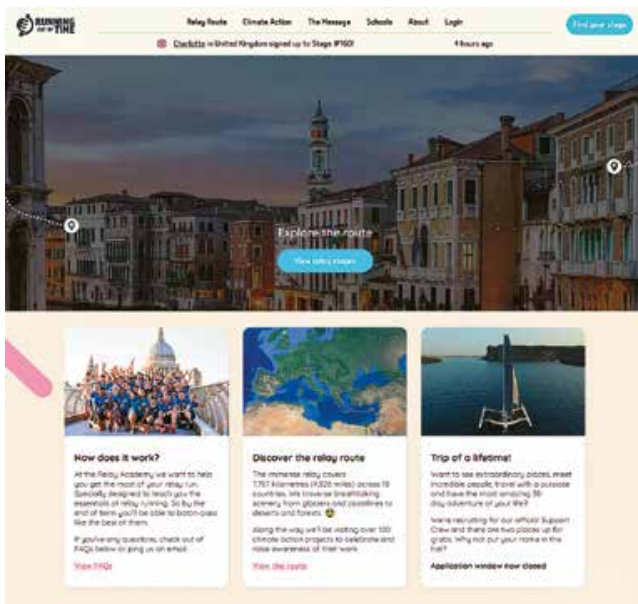 RUNNING
OUT OF TIME
Relay Route Climate Action The Message Schools About Login
Find your stage
Charlotte in United Kingdom signed up to Stage #160!
4 hours ago
Explore the route
View relay stages
How does it work?
At the Relay Academy we want to help
you get the most of your relay run.
Specially designed to teach you the
essentials of relay running. So by the
end of term you'll be able to baton-pass
like the best of them.
If you've any questions, check out of
FAQs below or ping us an email.
View FAQs
Discover the relay route
The immense relay covers
7,767 kilometres (4,826 miles) across 18
countries. We traverse breathtaking
scenery from glaciers and coastlines to
deserts and forests.
Along the way we'll be visiting over 100
climate action projects to celebrate and
raise awareness of their work.
View the route
Trip of a lifetime!
Want to see extraordinary places, meet
incredible people, travel with a purpose
and have the most amazing 38-
day adventure of your life?
We're recruiting for our official Support
Crew and there are two places up for
grabs. Why not put your name in the
hat?
Application window now closed